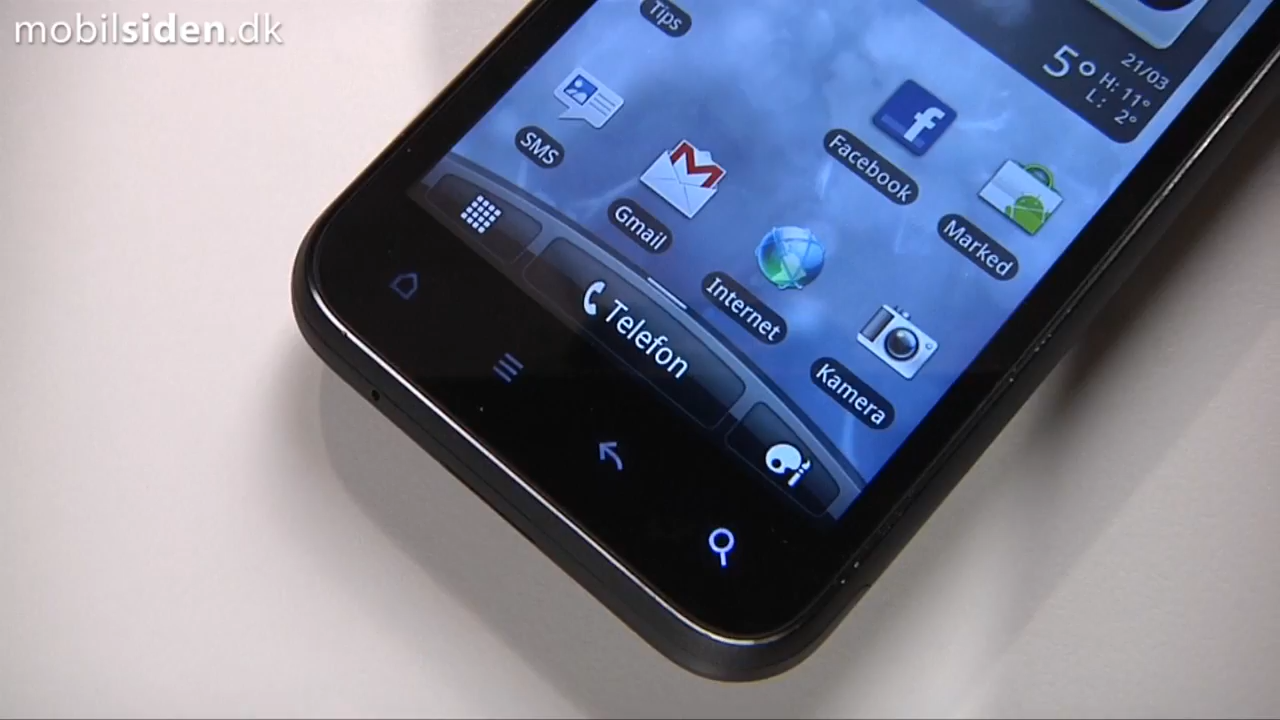 mobilsiden.dk
Tips
5°
21/03
H: 11°
L: 2°
SMS
Gmail
Internet
Kamera
Facebook
Marked
Telefon